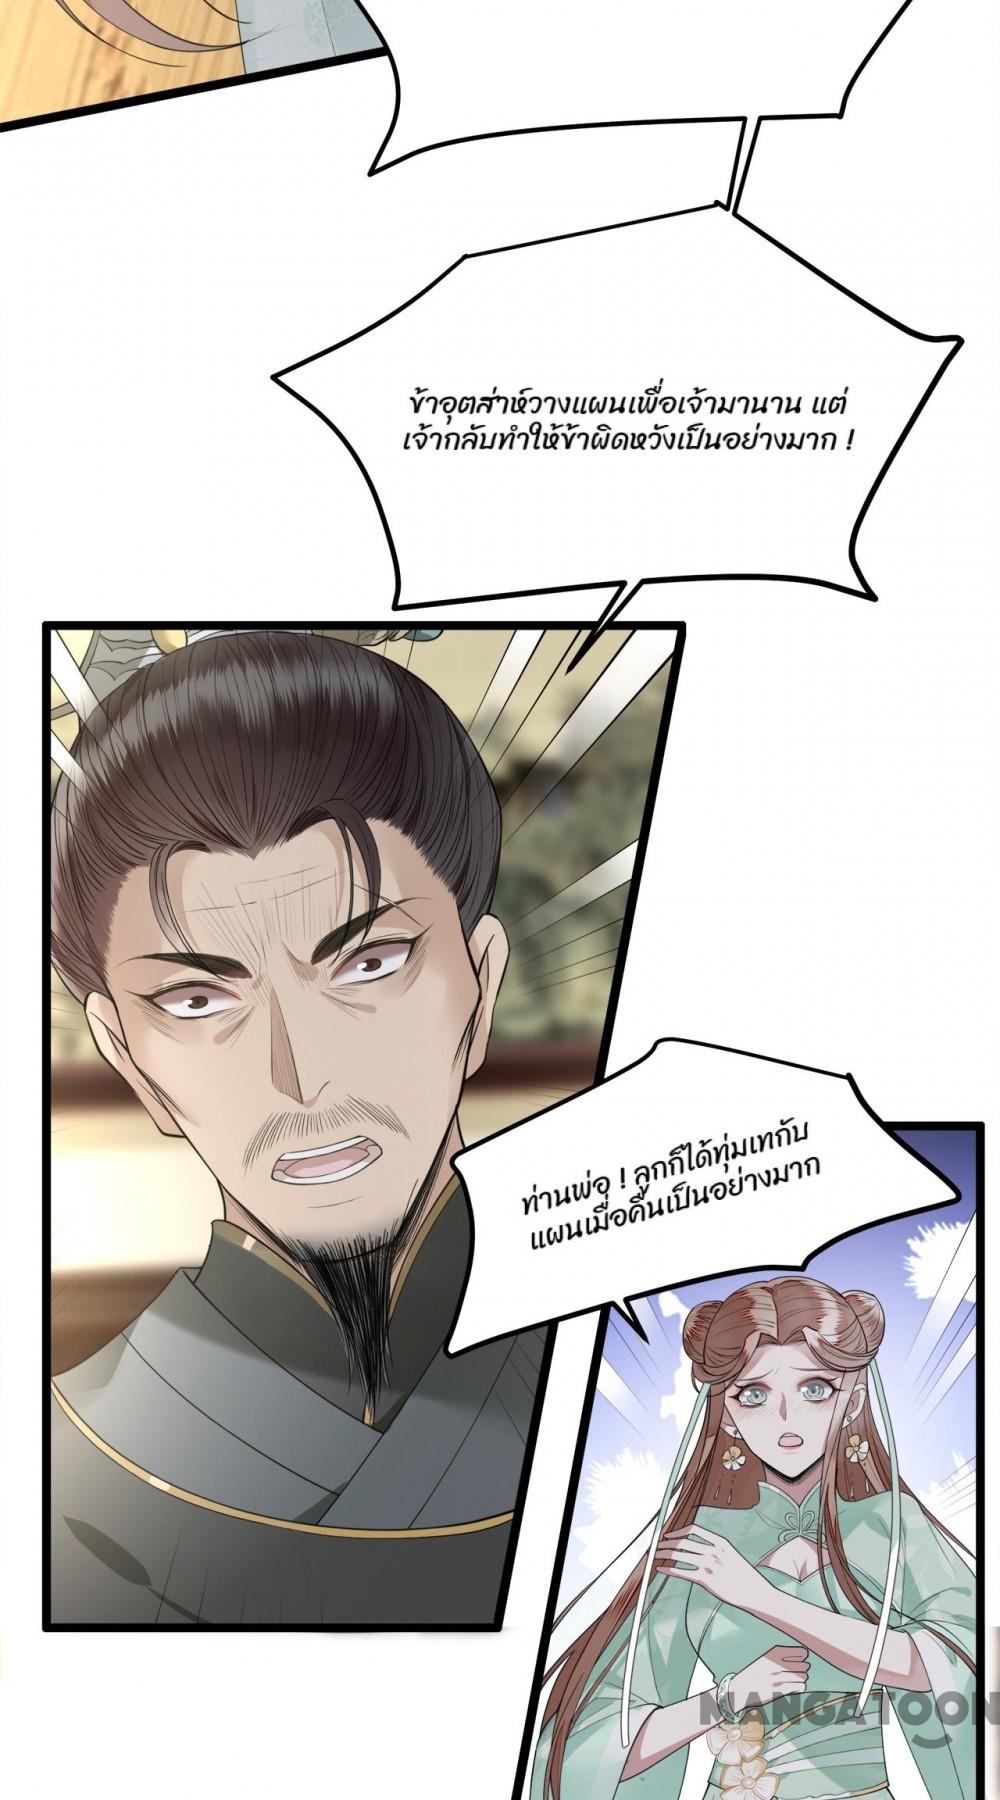 ข้าอุตส่าห์วางแผนเพื่อเจ้ามานาน แต่
เจ้ากลับทำให้ข้าผิดหวังเป็นอย่างมาก !
ท่านพ่อ ! ลูกก็ได้ทุ่มเทกับ
แผนเมื่อคืนเป็นอย่างมาก
MANGATOON